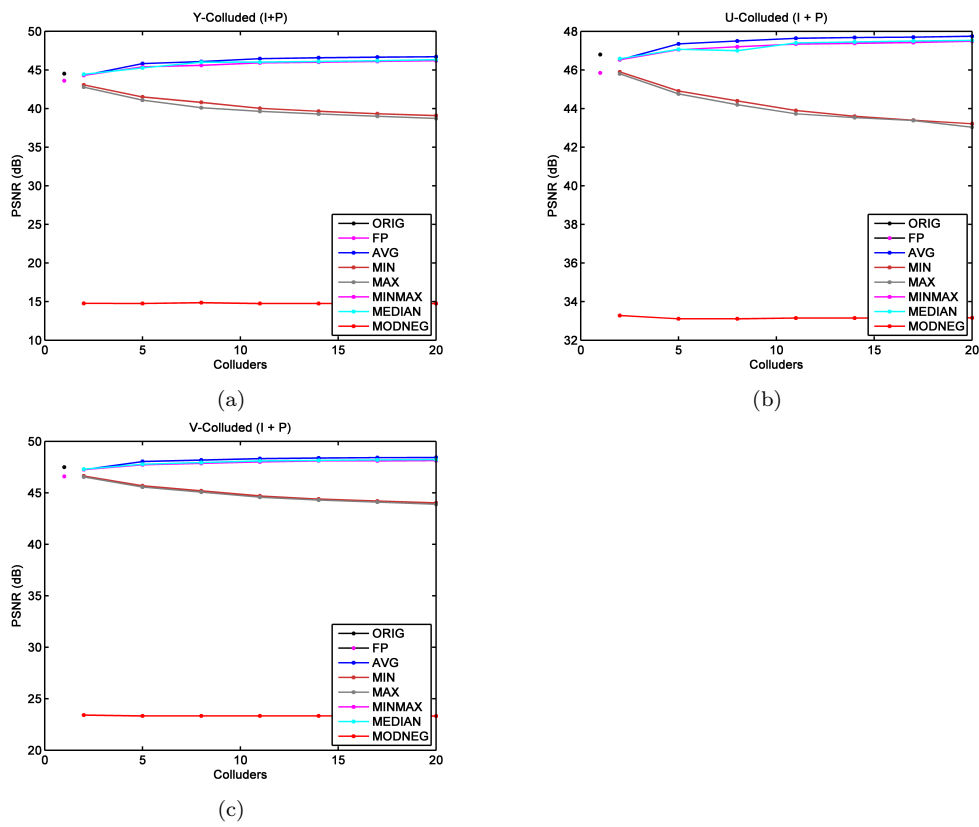 Y-Colluded (I+P)
50
45
40
35
30
25
20
15
10
PSNR (dB)
0
5
10
15
20
Colluders
ORIG
FP
AVG
MIN
MAX
MINMAX
MEDIAN
MODNEG
(a)
U-Colluded (I + P)
48
46
44
42
40
38
36
34
32
PSNR (dB)
0
5
10
15
20
Colluders
ORIG
FP
AVG
MIN
MAX
MINMAX
MEDIAN
MODNEG
(b)
V-Colluded (I + P)
50
45
40
35
30
25
20
PSNR (dB)
0
5
10
15
20
Colluders
ORIG
FP
AVG
MIN
MAX
MINMAX
MEDIAN
MODNEG
(c)